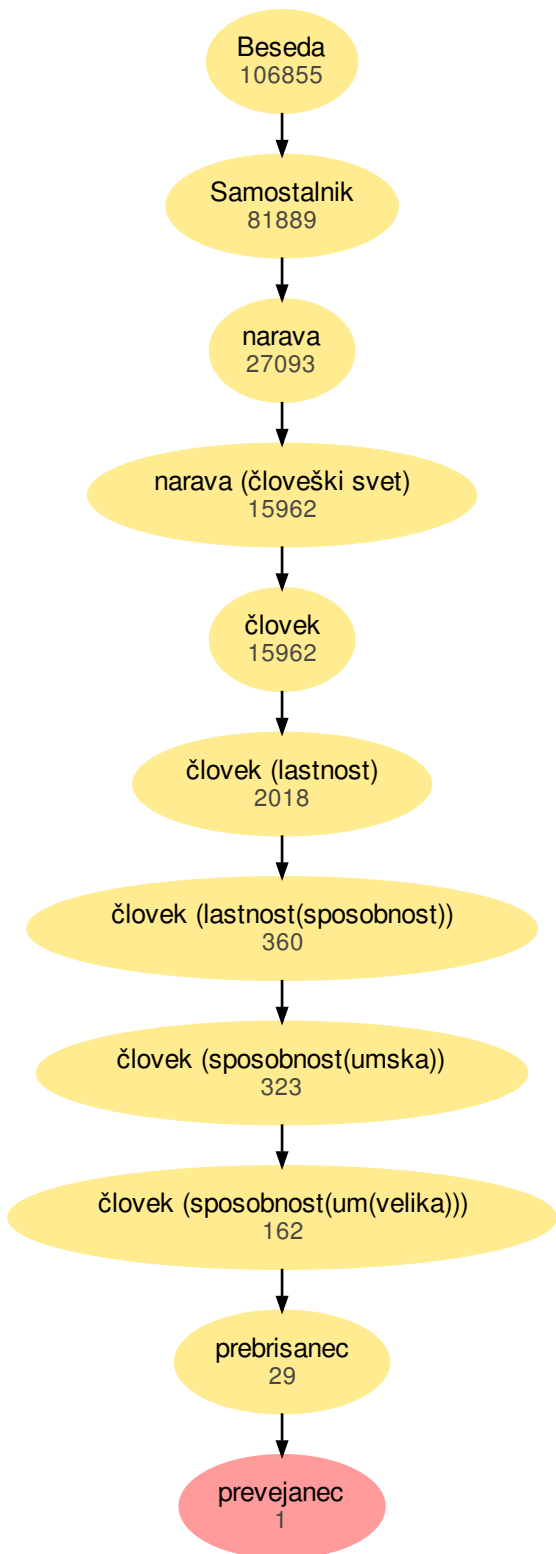 Beseda
106855
Samostalnik
81889
narava
27093
narava (človeški svet)
15962
človek
15962
človek (lastnost)
2018
človek (lastnost(sposobnost))
360
človek (sposobnost(umska))
323
človek (sposobnost(um(velika)))
162
prebrisanec
29
prevejanec
1